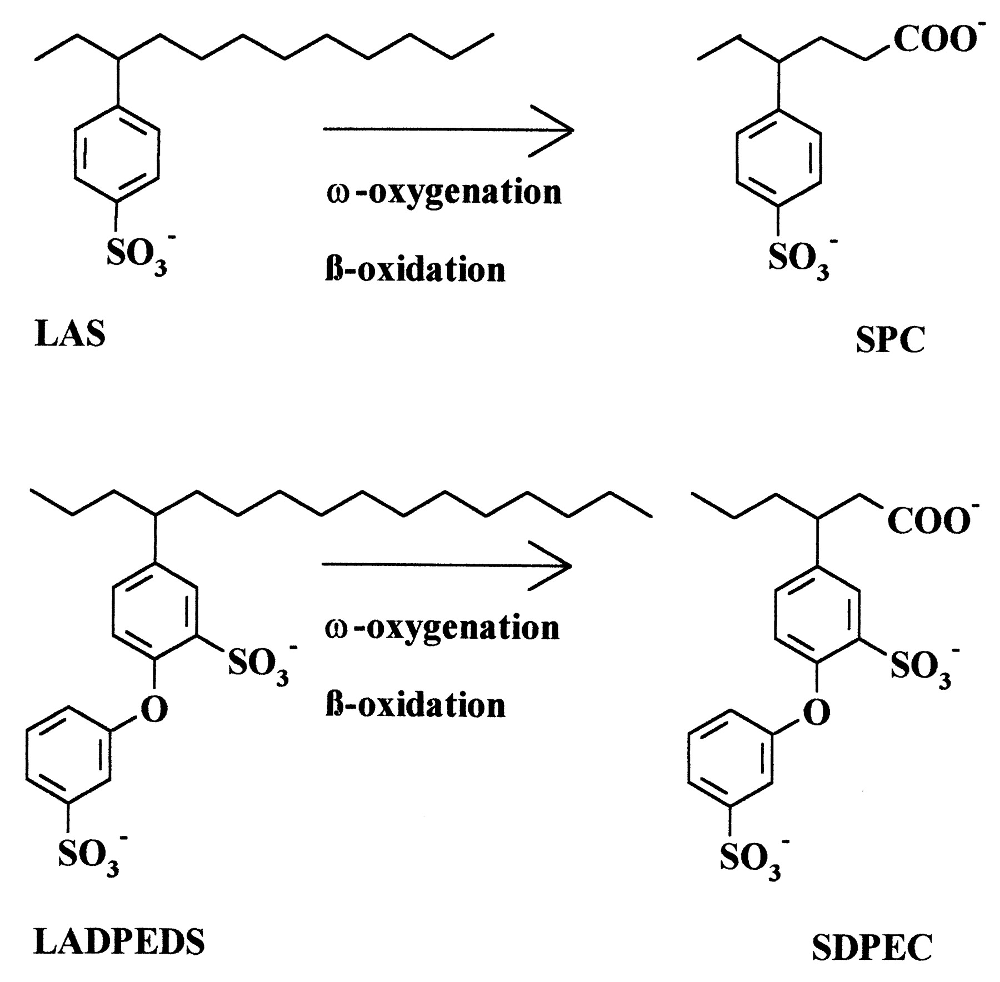 COO⁻
ω-oxygenation
SO₃⁻
SO₃⁻
ß-oxidation
LAS
SPC
COO⁻
ω-oxygenation
SO₃⁻
SO₃⁻
O
O
ß-oxidation
SO₃⁻
SO₃⁻
LADPEDS
SDPEC